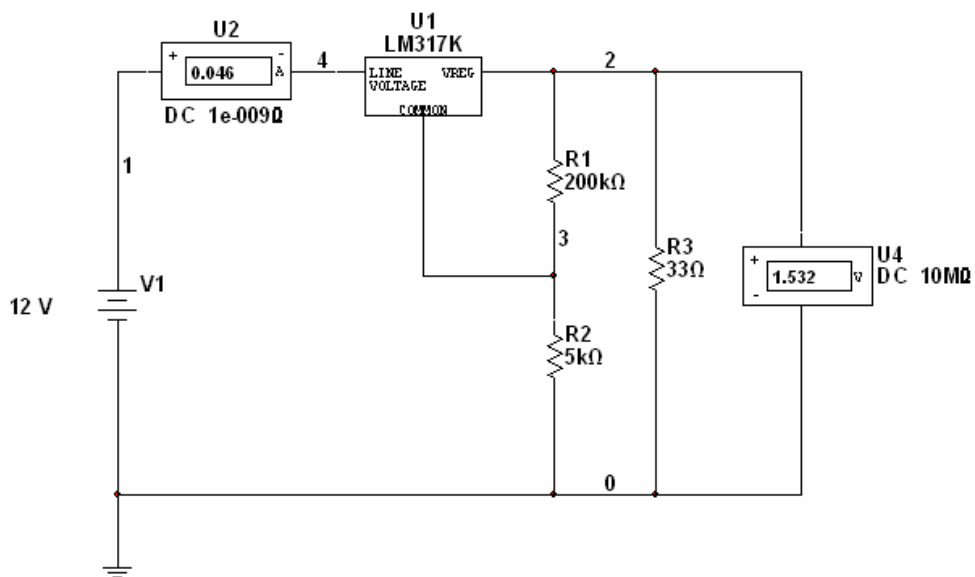 U2
+ -
0.046 A
DC 1e-009Ω
4
U1
LM317K
LINE VREG
VOLTAGE
COMMON
2
1
R1
200kΩ
3
R3
33Ω
U4
DC 10MΩ
+
1.532 V
-
V1
12 V
R2
5kΩ
0